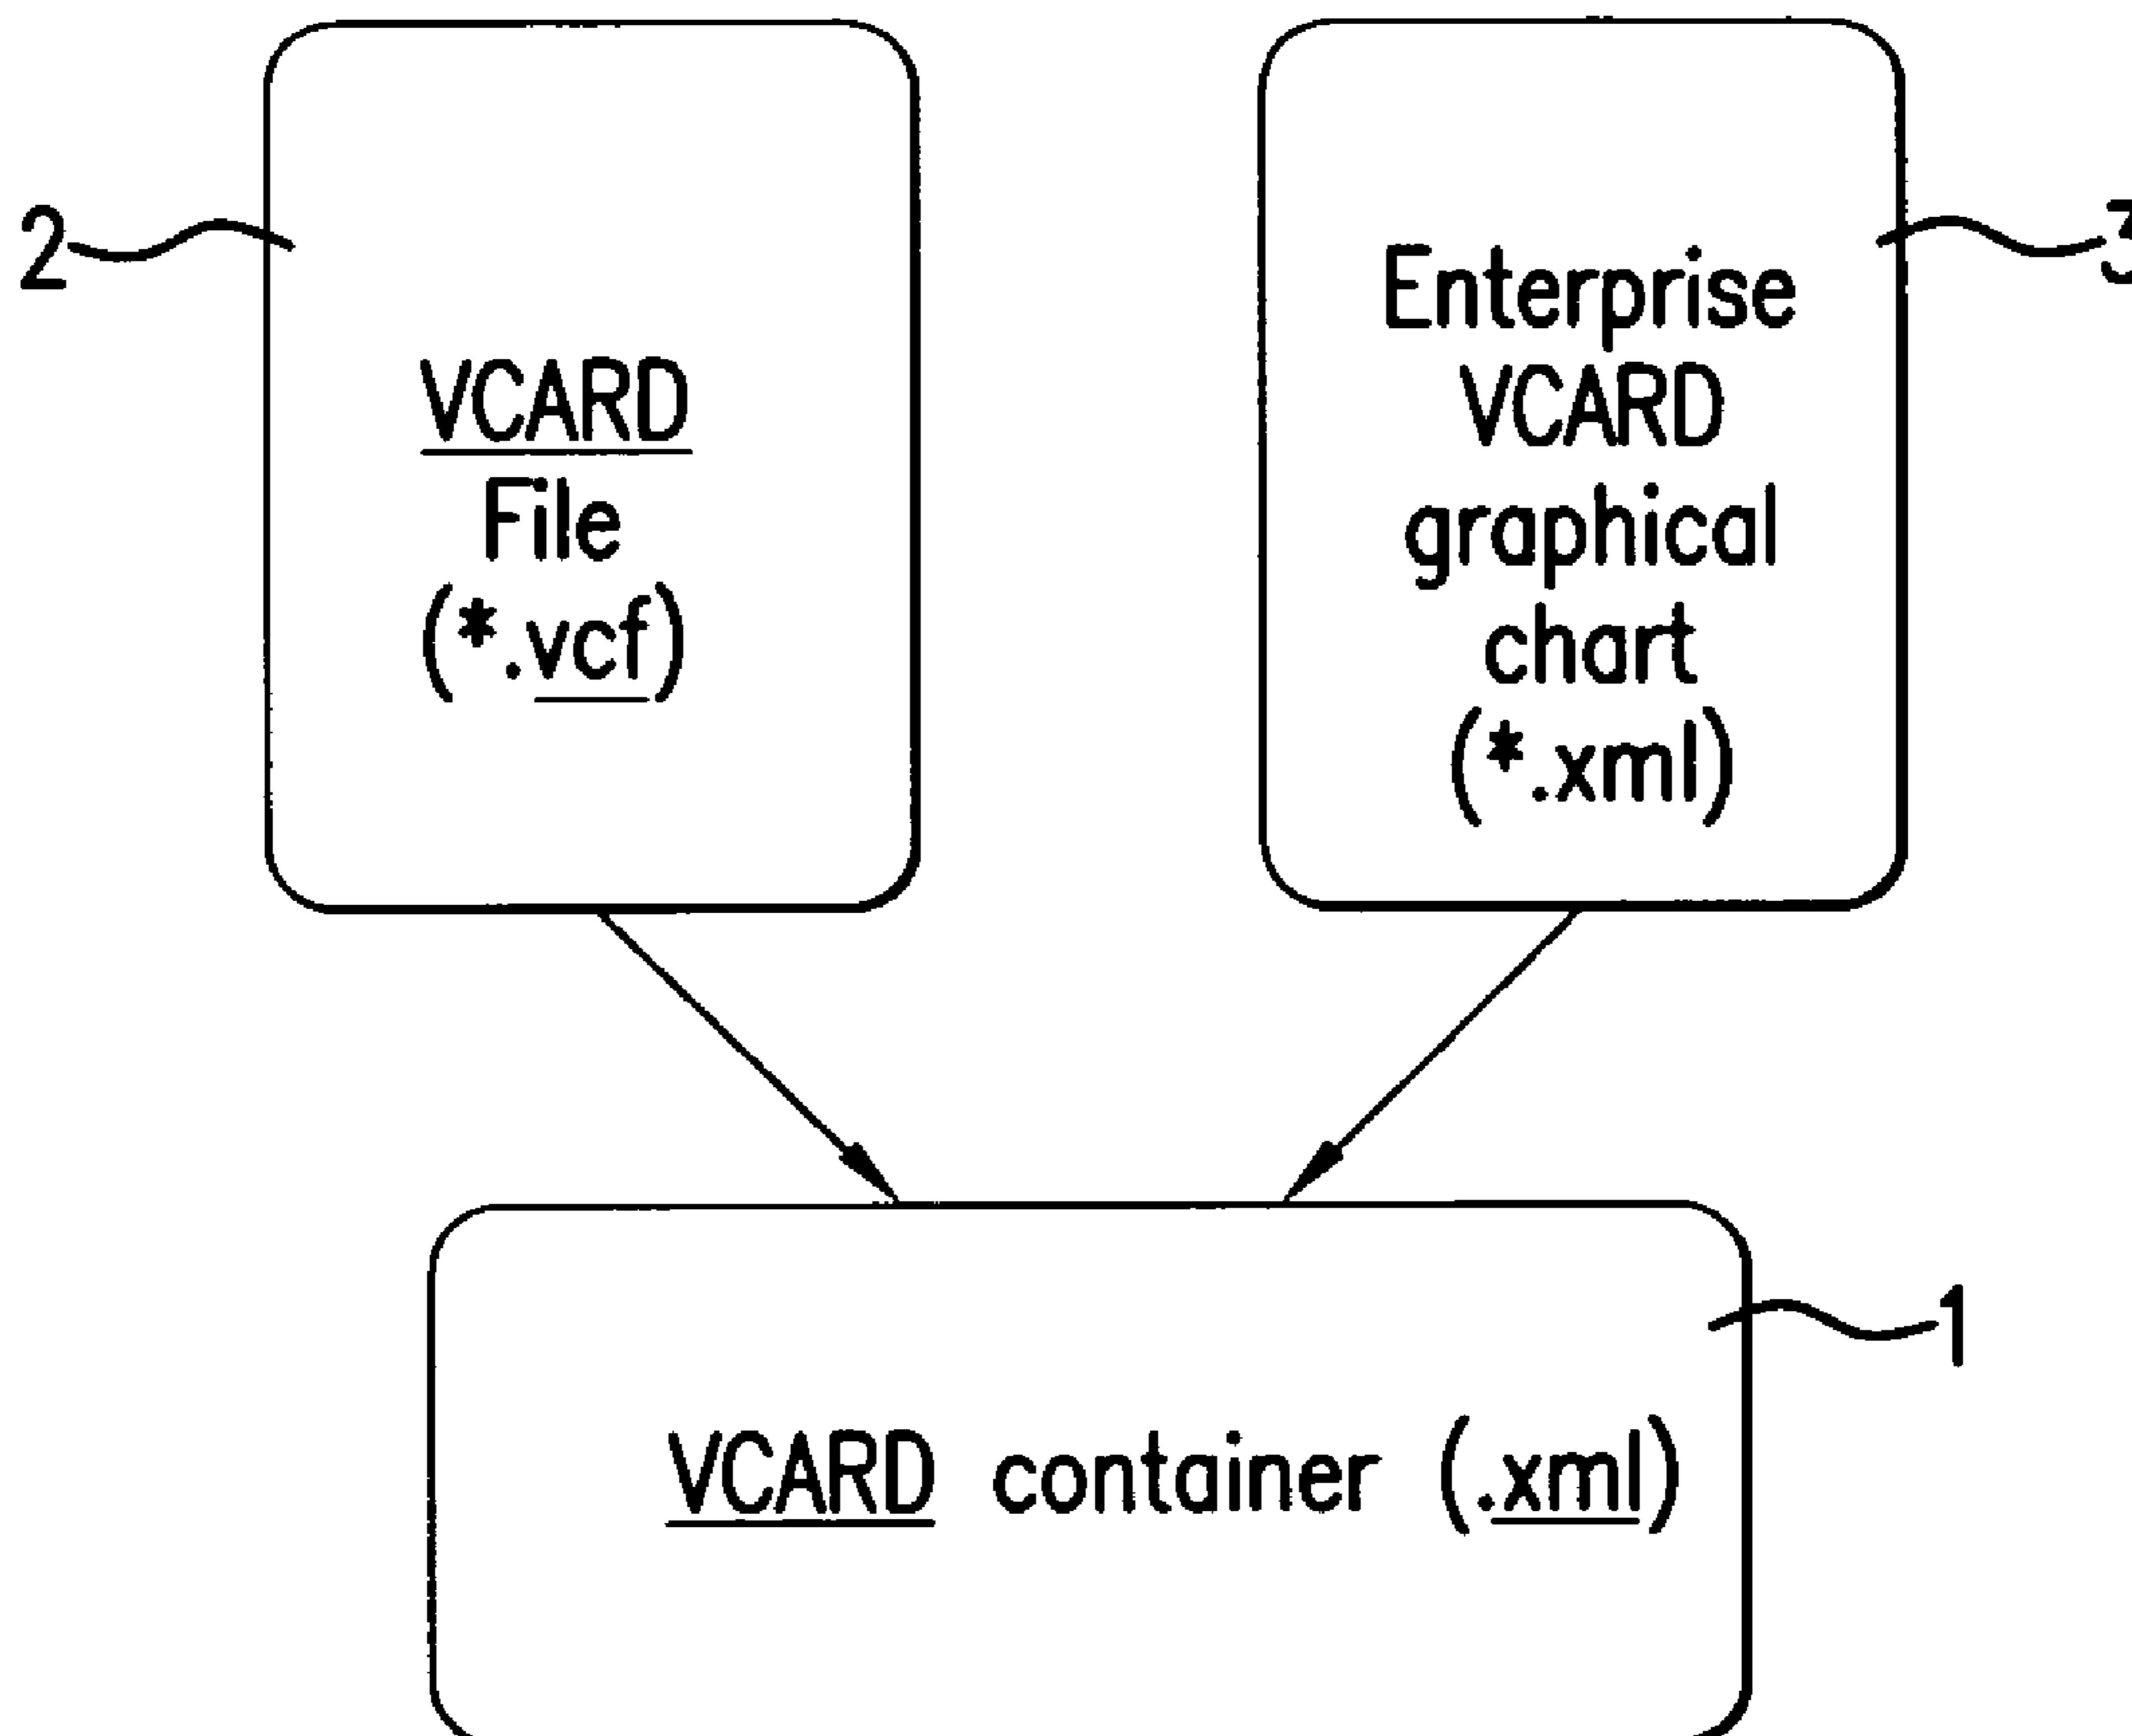 2
VCARD
File
(*.vcf)
Enterprise
VCARD
graphical
chart
(*.xml)
3
VCARD container (.xml)
1